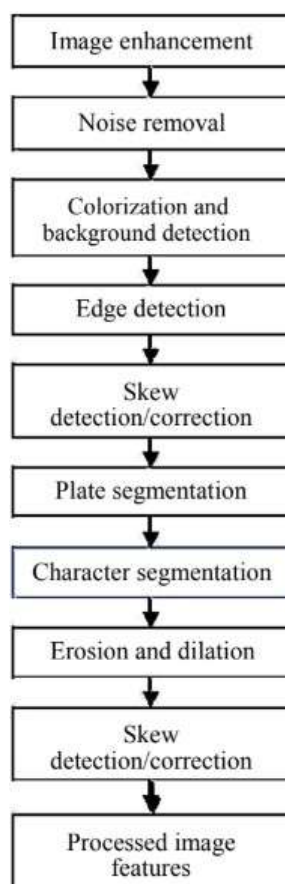 Image enhancement
Noise removal
Colorization and
background detection
Edge detection
Skew
detection/correction
Plate segmentation
Character segmentation
Erosion and dilation
Skew
detection/correction
Processed image
features